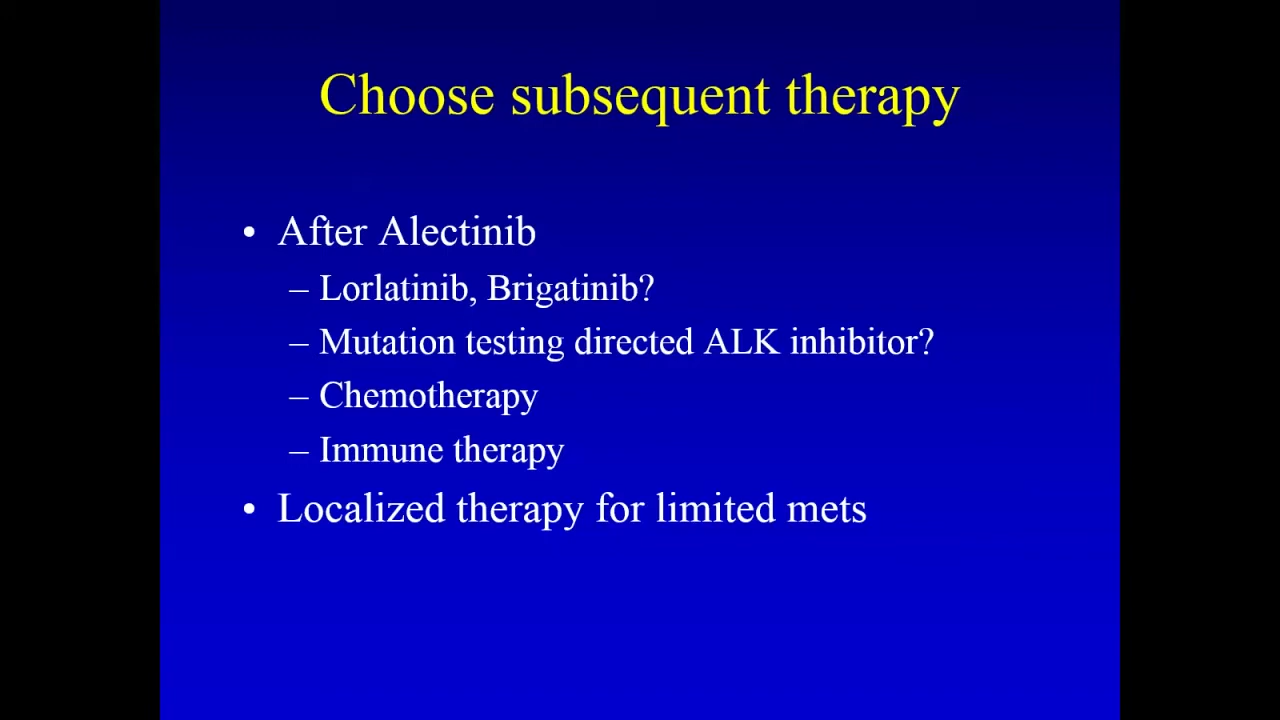 Choose subsequent therapy
• After Alectinib
– Lorlatinib, Brigatinib?
– Mutation testing directed ALK inhibitor?
– Chemotherapy
– Immune therapy
• Localized therapy for limited mets